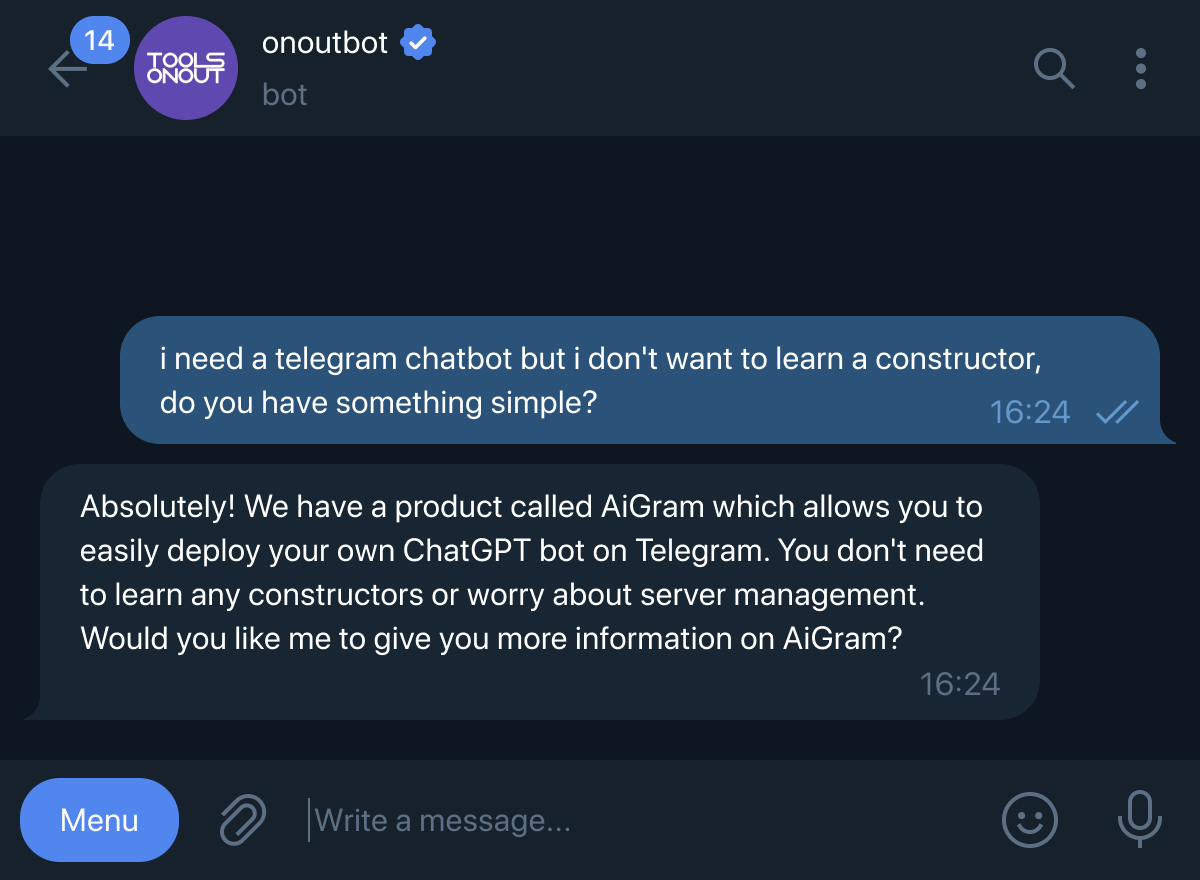 14
TOOLS
ONOUT
onoutbot
bot
i need a telegram chatbot but i don't want to learn a constructor,
do you have something simple?
16:24
Absolutely! We have a product called AiGram which allows you to
easily deploy your own ChatGPT bot on Telegram. You don't need
to learn any constructors or worry about server management.
Would you like me to give you more information on AiGram?
16:24
Menu
Write a message...